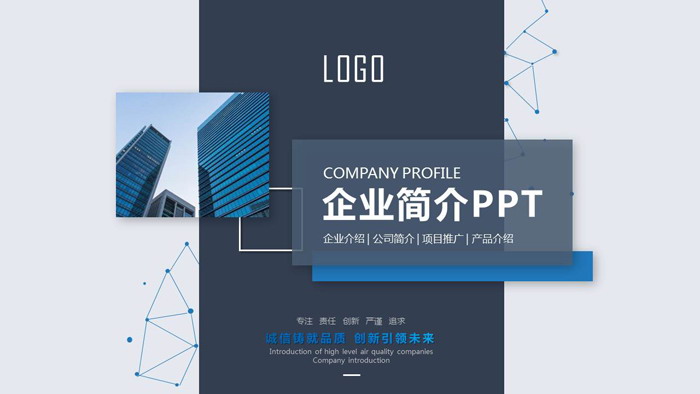 LOGO
COMPANY PROFILE
企业简介PPT
企业介绍 | 公司简介 | 项目推广 | 产品介绍
专注 责任 创新 严谨 追求
诚信铸就品质 创新引领未来
Introduction of high level air quality companies
Company introduction